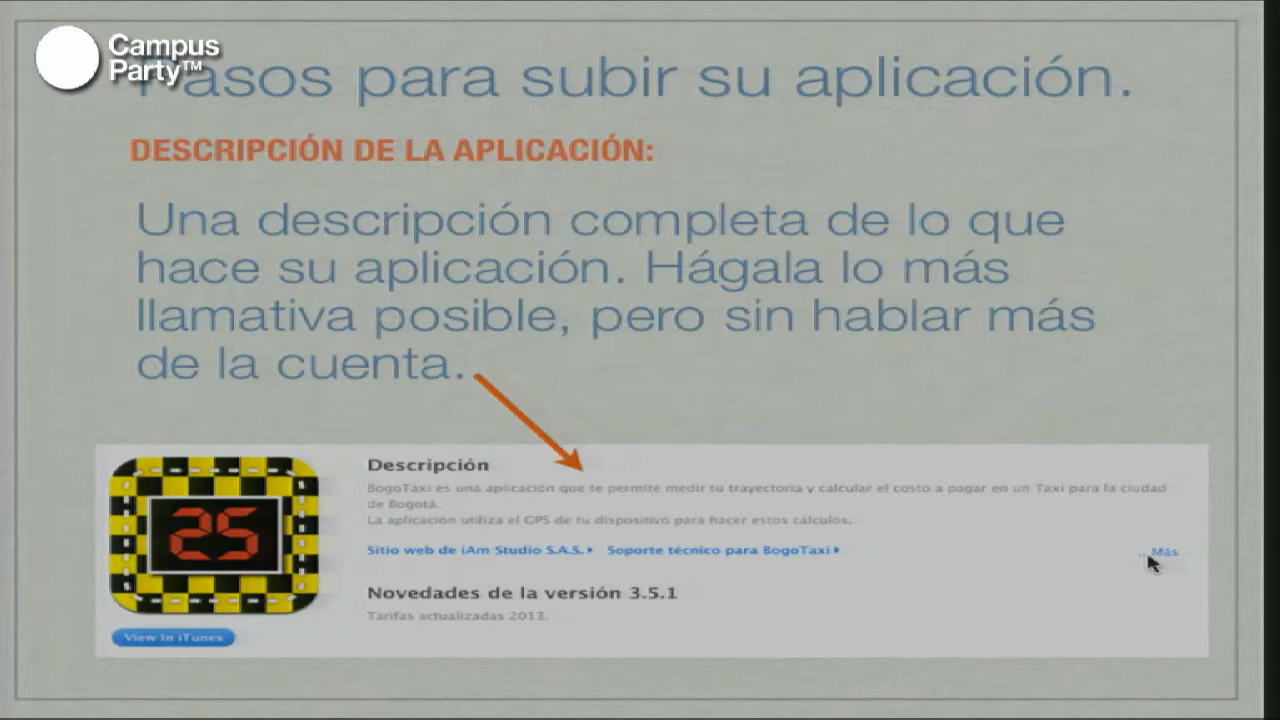 Campus
Party™
Pasos para subir su aplicación.
DESCRIPCIÓN DE LA APLICACIÓN:
Una descripción completa de lo que
hace su aplicación. Hágala lo más
llamativa posible, pero sin hablar más
de la cuenta.
Descripción
BogoTaxi es una aplicación que te permite medir tu trayectoria y calcular el costo a pagar en un Taxi para la ciudad
de Bogotá.
La aplicación utiliza el GPS de tu dispositivo para hacer estos cálculos.
25
Sitio web de iAm Studio S.A.S. Soporte técnico para BogoTaxi
...Más
Novedades de la versión 3.5.1
Tarifas actualizadas 2013.
View In iTunes